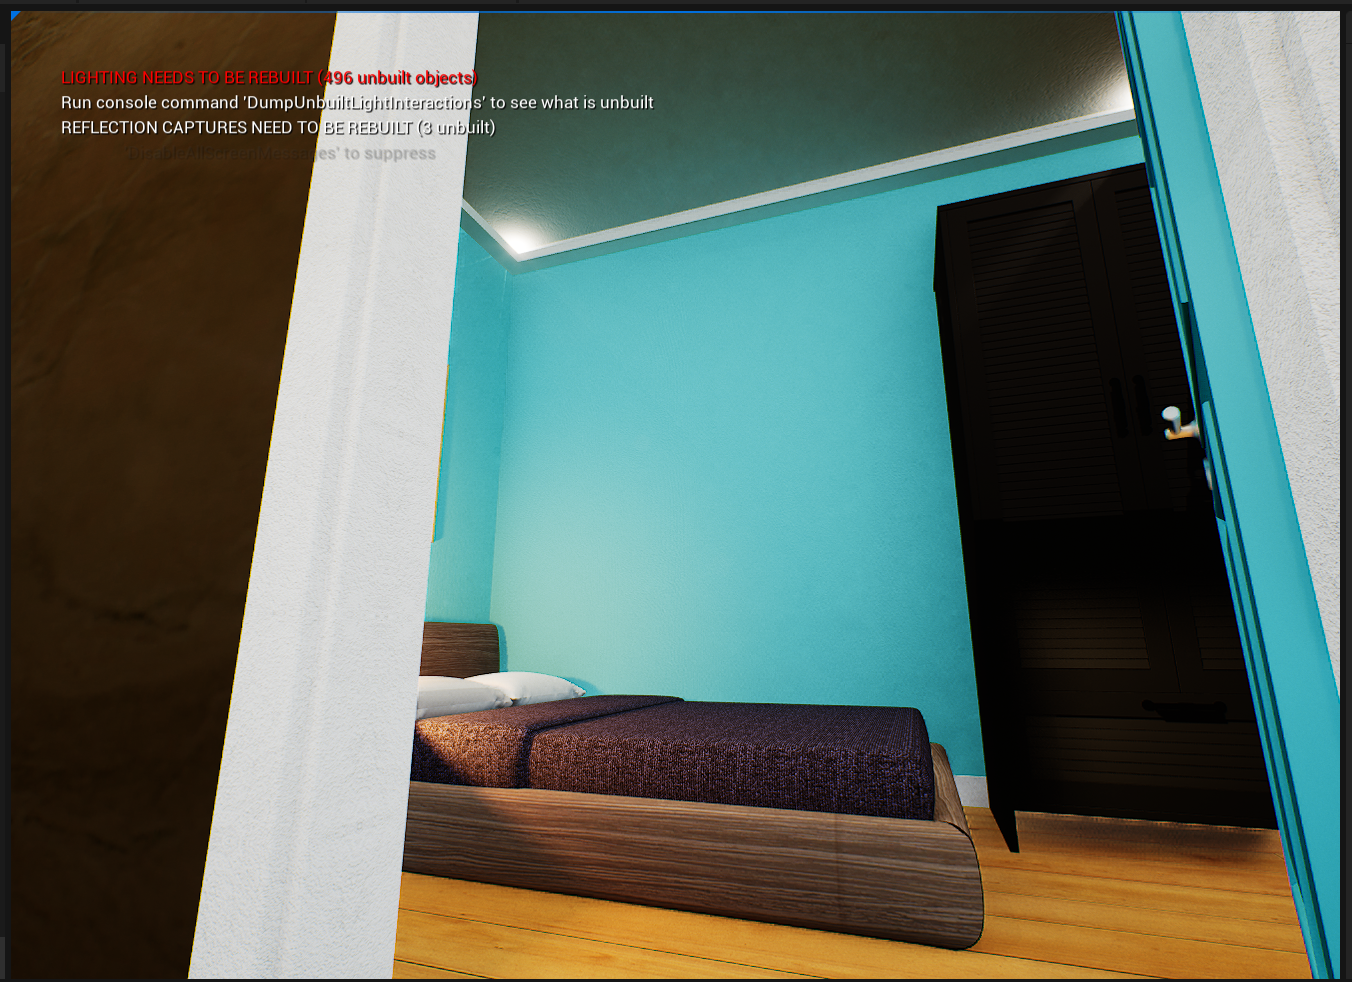 LIGHTING NEEDS TO BE REBUILT (496 unbuilt objects)
Run console command 'DumpUnbuiltLightInteractions' to see what is unbuilt
REFLECTION CAPTURES NEED TO BE REBUILT (3 unbuilt)
'DisableAllScreenMessages' to suppress